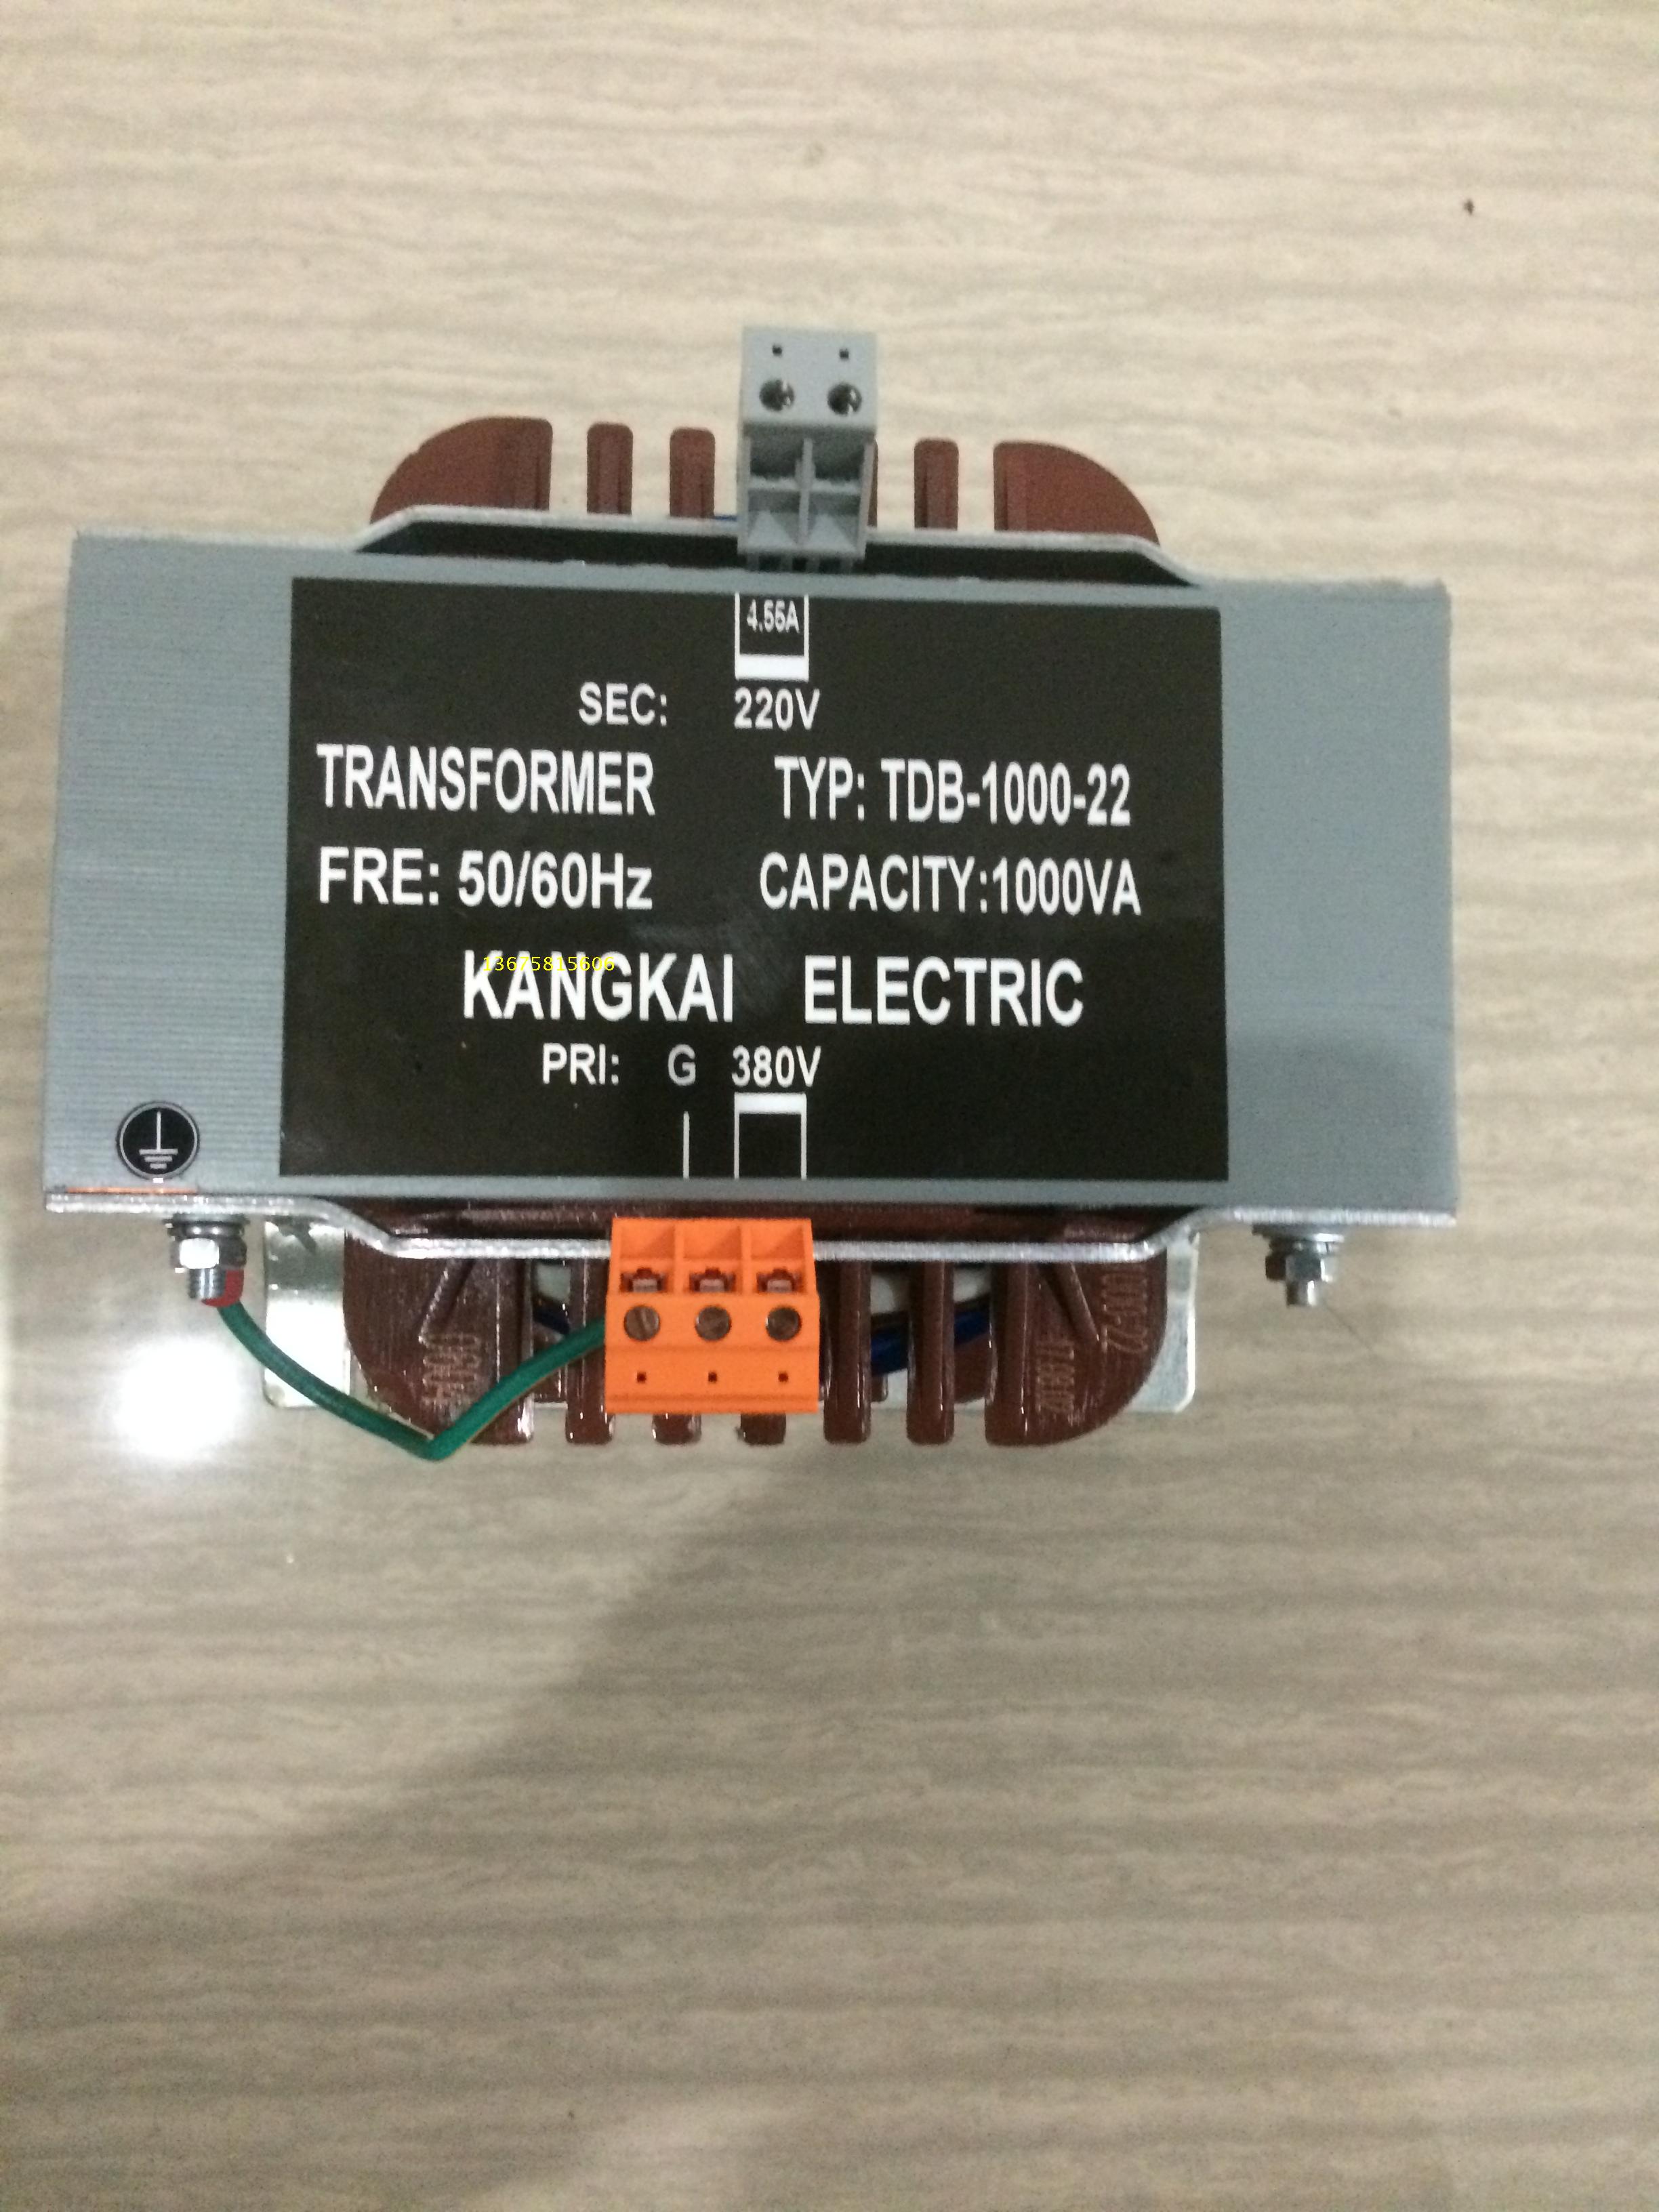 4.55A
SEC: 220V
TRANSFORMER TYP: TDB-1000-22
FRE: 50/60Hz CAPACITY:1000VA
13675815606
KANGKAI ELECTRIC
PRI: G 380V